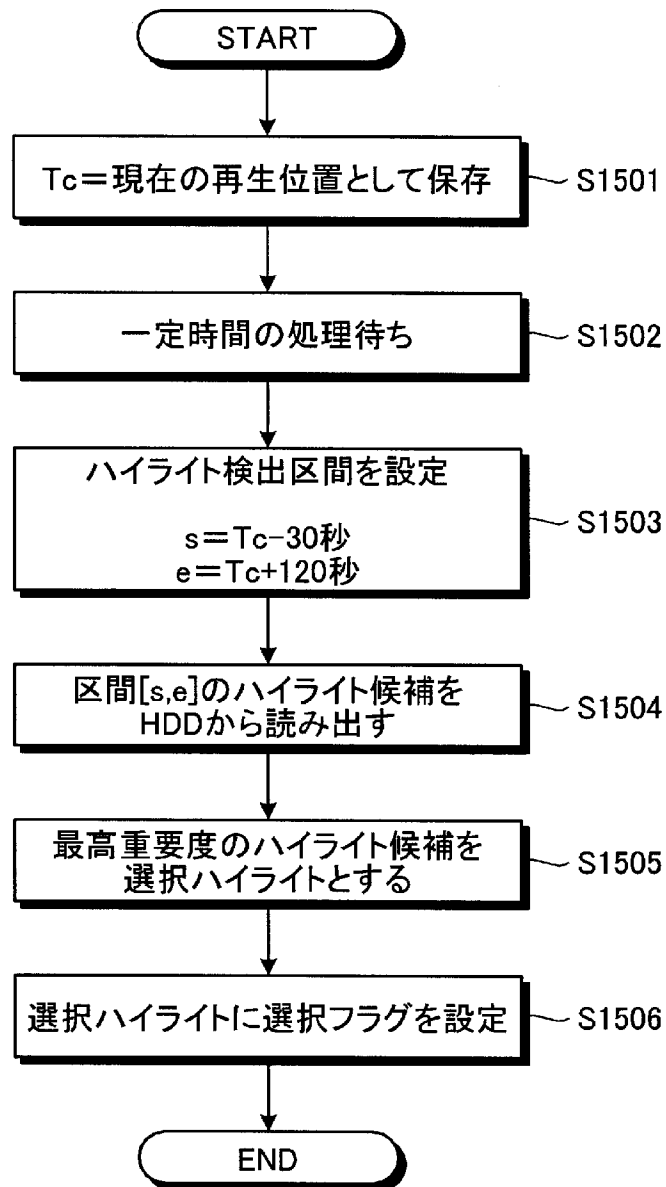 START
Tc=現在の再生位置として保存
S1501
一定時間の処理待ち
S1502
ハイライト検出区間を設定
s=Tc-30秒
e=Tc+120秒
S1503
区間[s,e]のハイライト候補を
HDDから読み出す
S1504
最高重要度のハイライト候補を
選択ハイライトとする
S1505
選択ハイライトに選択フラグを設定
S1506
END